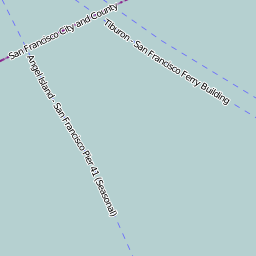 San Francisco City and County
Tiburon - San Francisco Ferry Building
Angel Island - San Francisco Pier 41 (Seasonal)